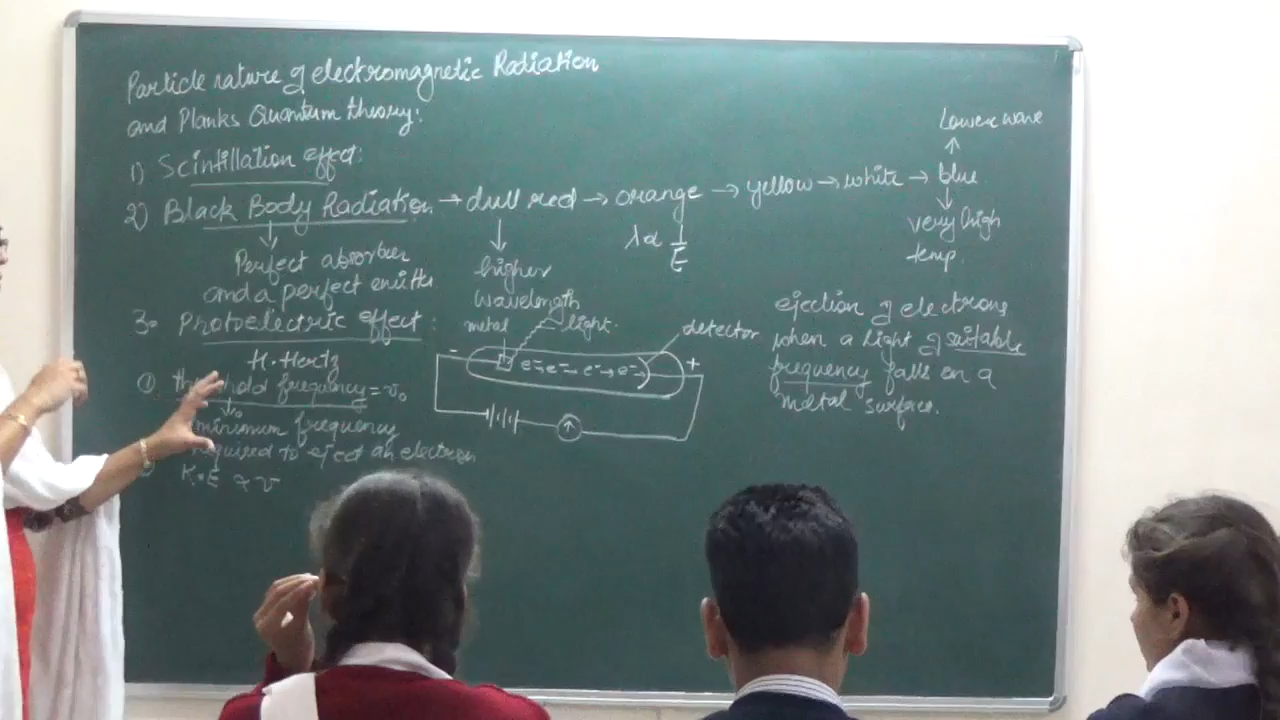 Particle nature of electromagnetic Radiation
and Planks Quantum theory:
1) Scintillation effect:
2) Black Body Radiation → dull red → orange → yellow → white → blue
Lower wave
↑
↓
very high
temp.
λ ∝ 1/E
↓
higher
wavelength
↓
Perfect absorber
and a perfect emitte
3. Photoelectric effect:
H. Hertz
① threshold frequency = ν₀
↓
minimum frequency
required to eject an electron
K.E ∝ ν
metal
light.
detector
- e⁻ e⁻ → e⁻ → e⁻ +
ejection of electrons
when a light of suitable
frequency falls on a
metal surface.